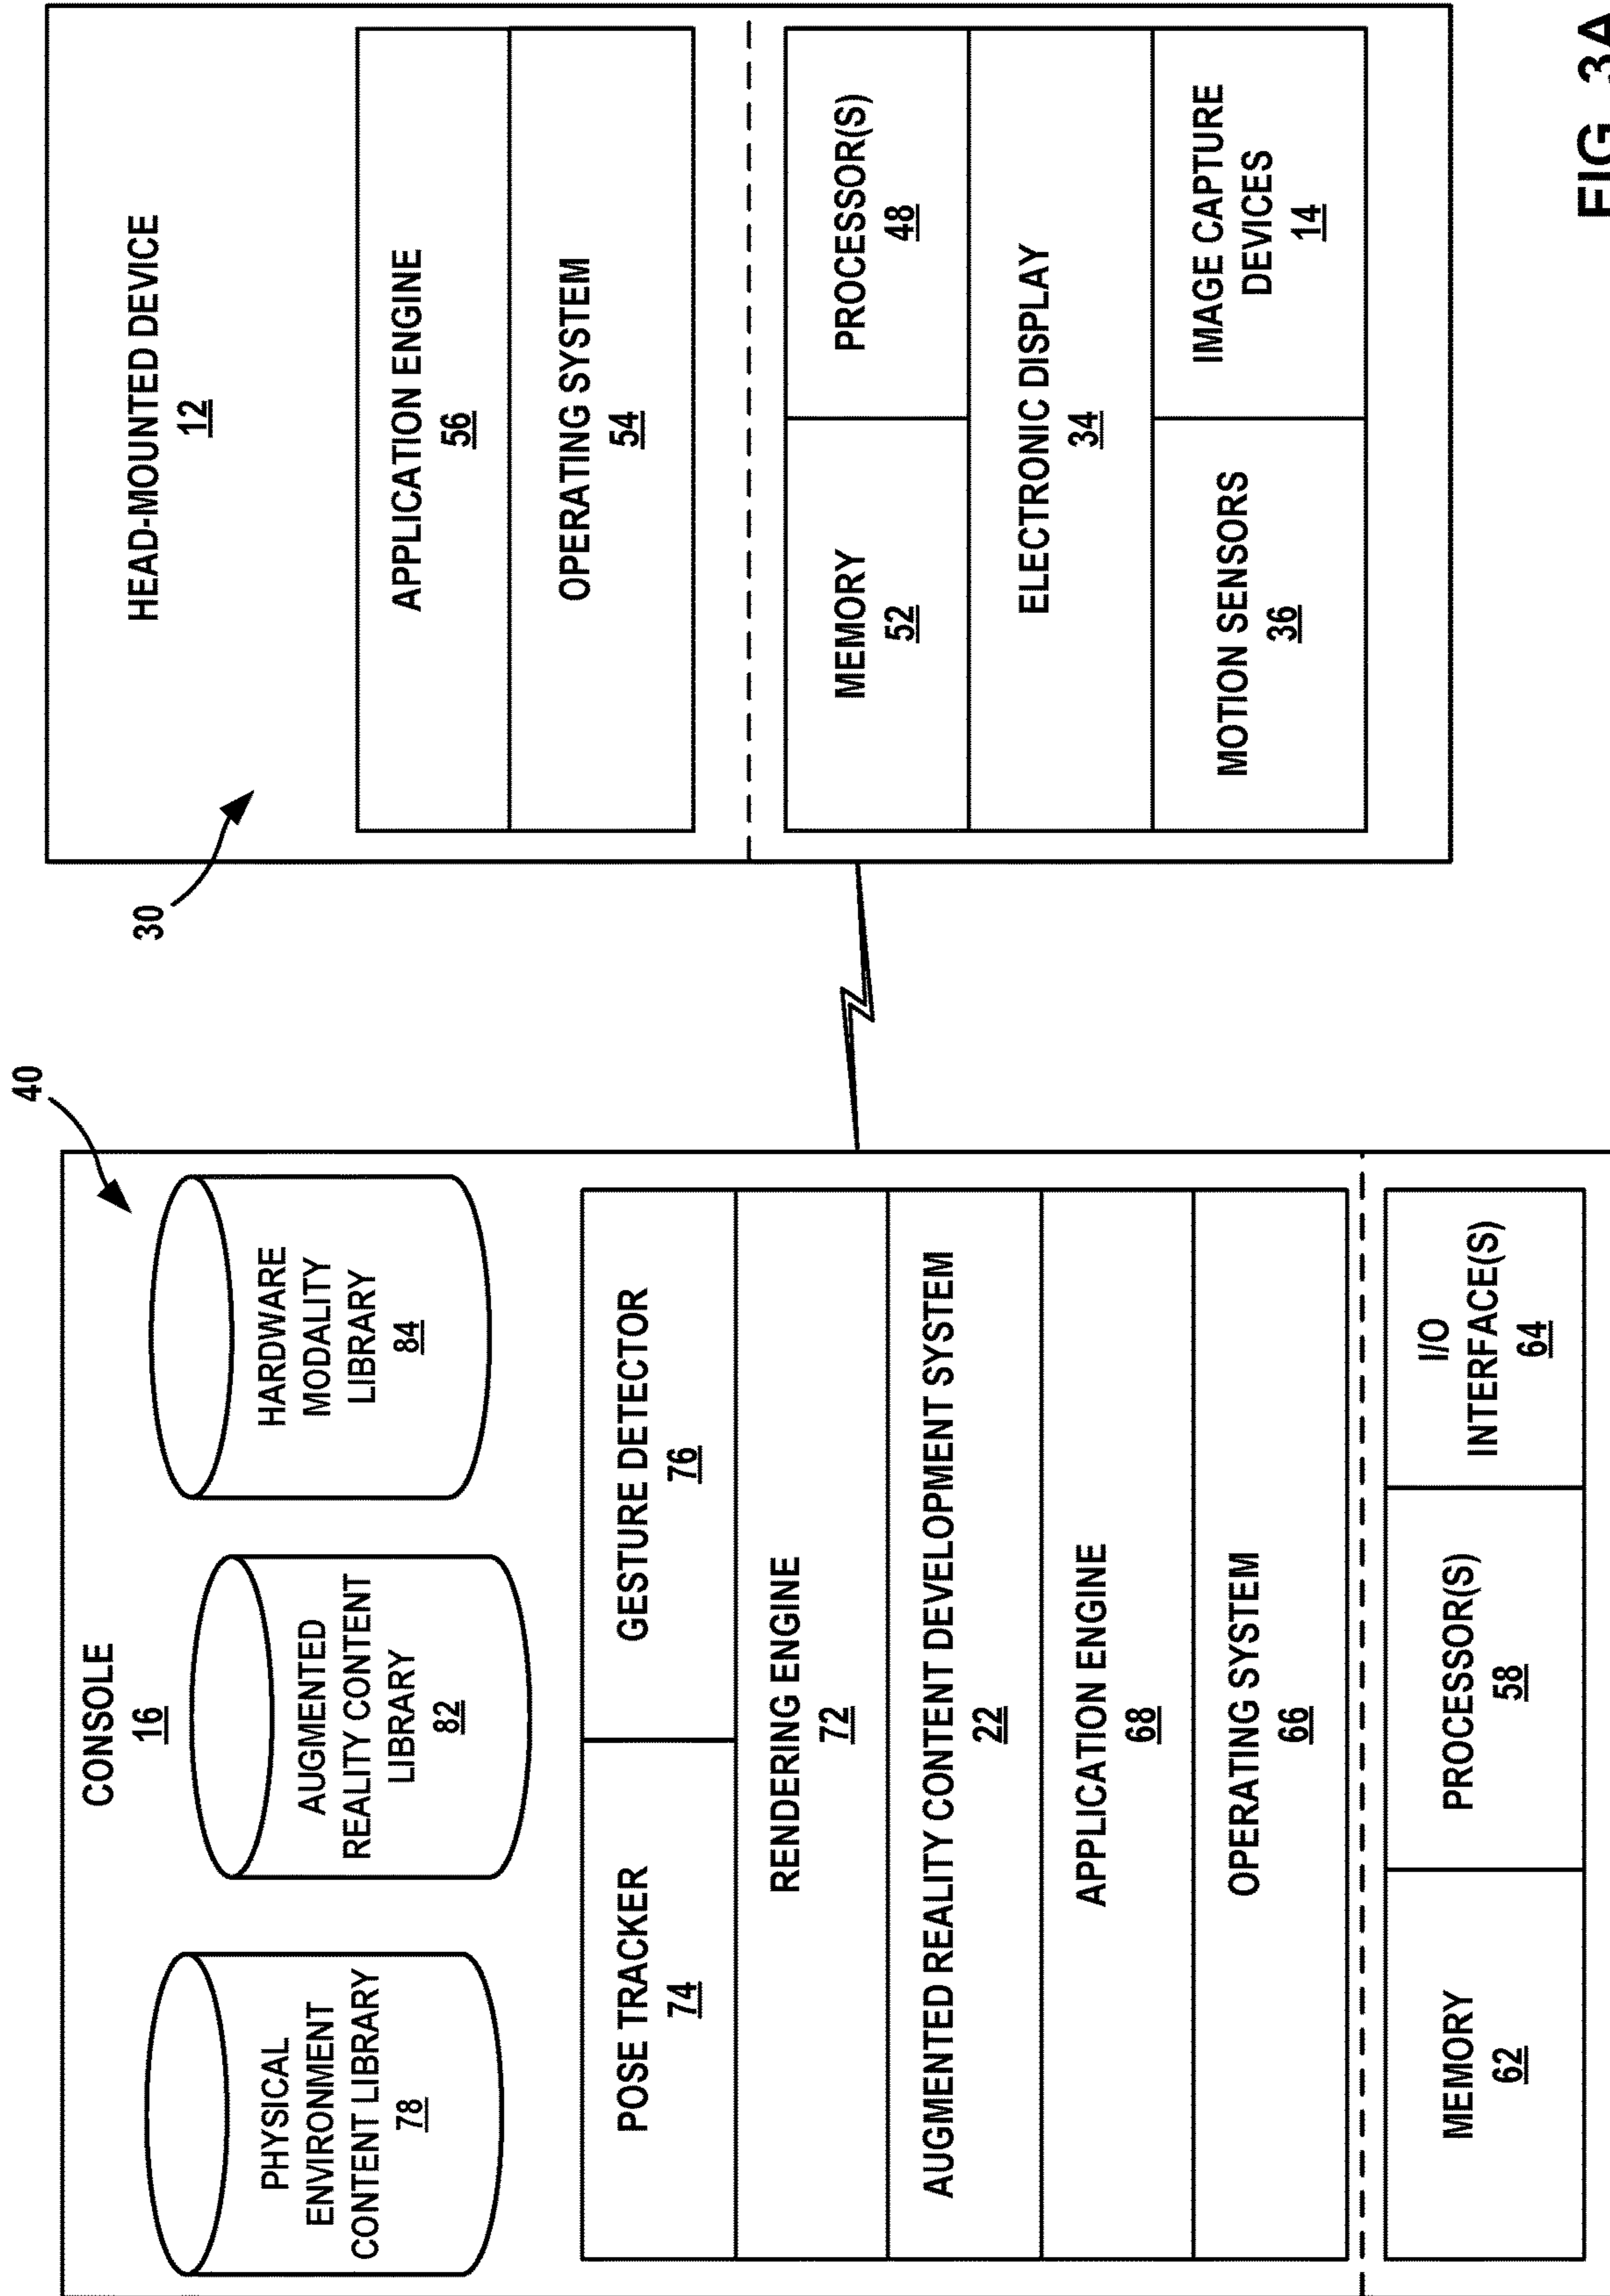 40
CONSOLE
16
PHYSICAL
ENVIRONMENT
CONTENT LIBRARY
78
AUGMENTED
REALITY CONTENT
LIBRARY
82
HARDWARE
MODALITY
LIBRARY
84
POSE TRACKER
74
GESTURE DETECTOR
76
RENDERING ENGINE
72
AUGMENTED REALITY CONTENT DEVELOPMENT SYSTEM
22
APPLICATION ENGINE
68
OPERATING SYSTEM
66
MEMORY
62
PROCESSOR(S)
58
I/O
INTERFACE(S)
64
30
HEAD-MOUNTED DEVICE
12
APPLICATION ENGINE
56
OPERATING SYSTEM
54
MEMORY
52
PROCESSOR(S)
48
ELECTRONIC DISPLAY
34
MOTION SENSORS
36
IMAGE CAPTURE
DEVICES
14
FIG. 3A